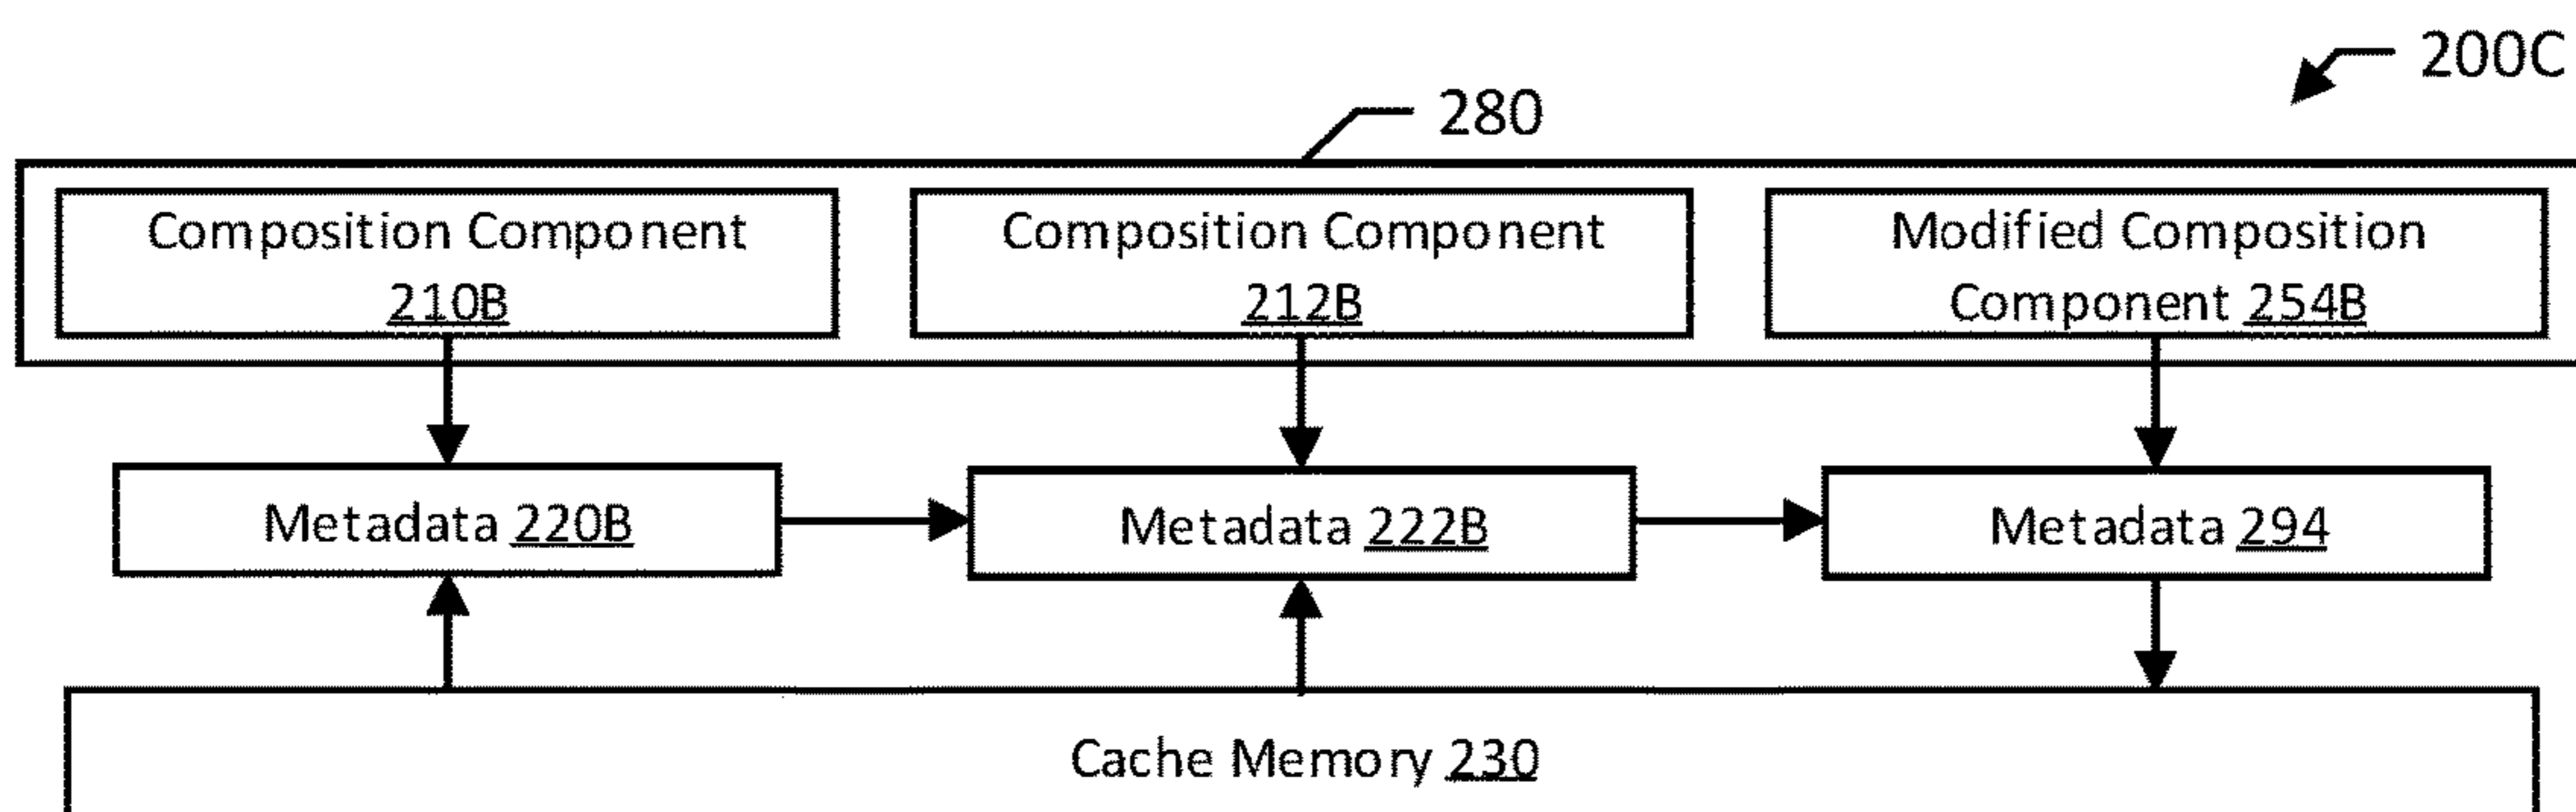 200C
280
Composition Component
210B
Composition Component
212B
Modified Composition
Component 254B
Metadata 220B
Metadata 222B
Metadata 294
Cache Memory 230